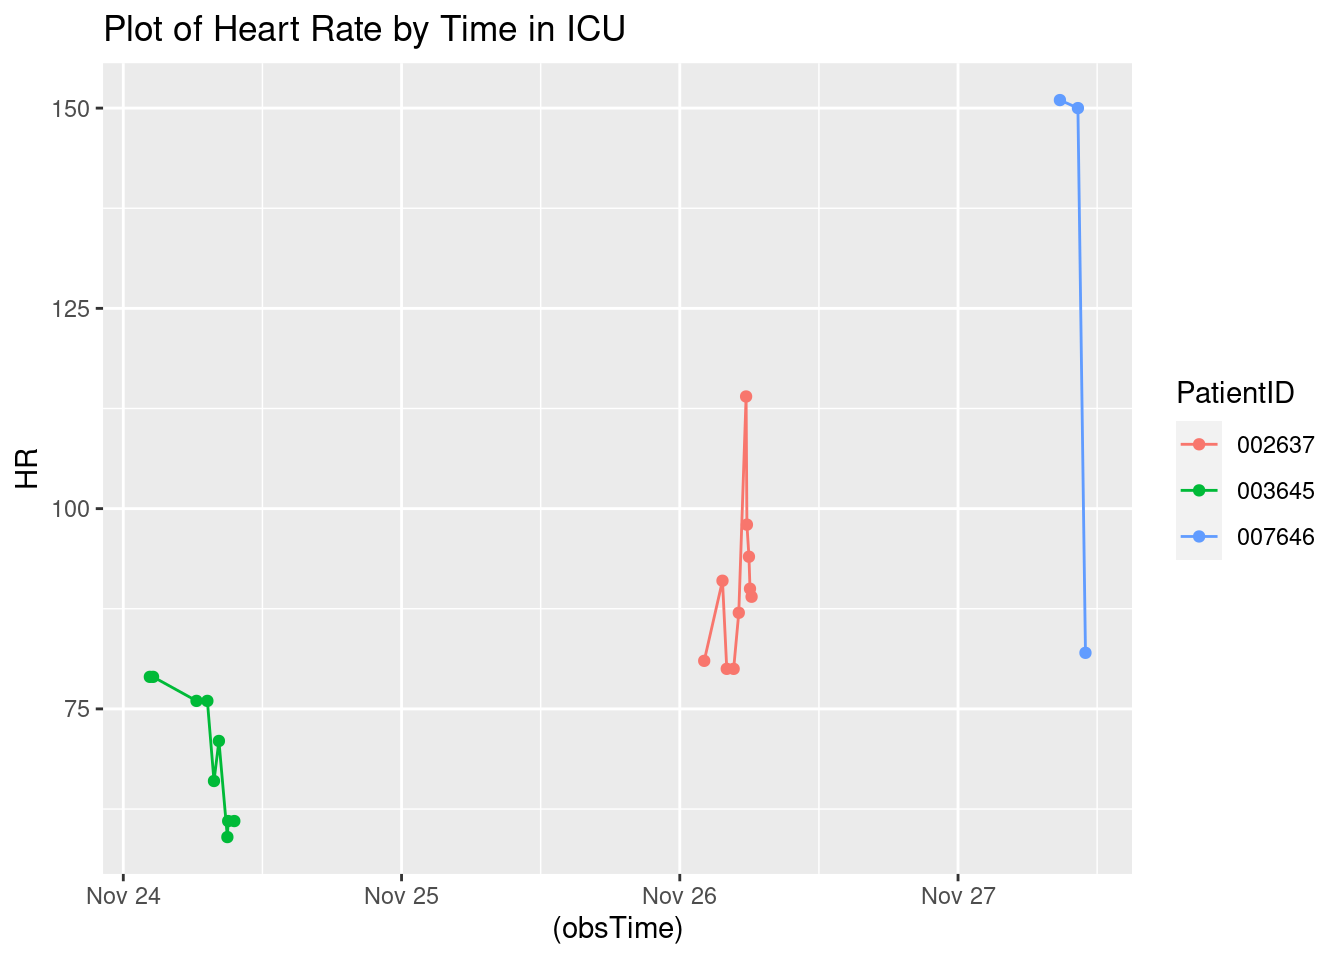 Plot of Heart Rate by Time in ICU
150
125
100
75
HR
Nov 24
Nov 25
Nov 26
Nov 27
(obsTime)
PatientID
002637
003645
007646